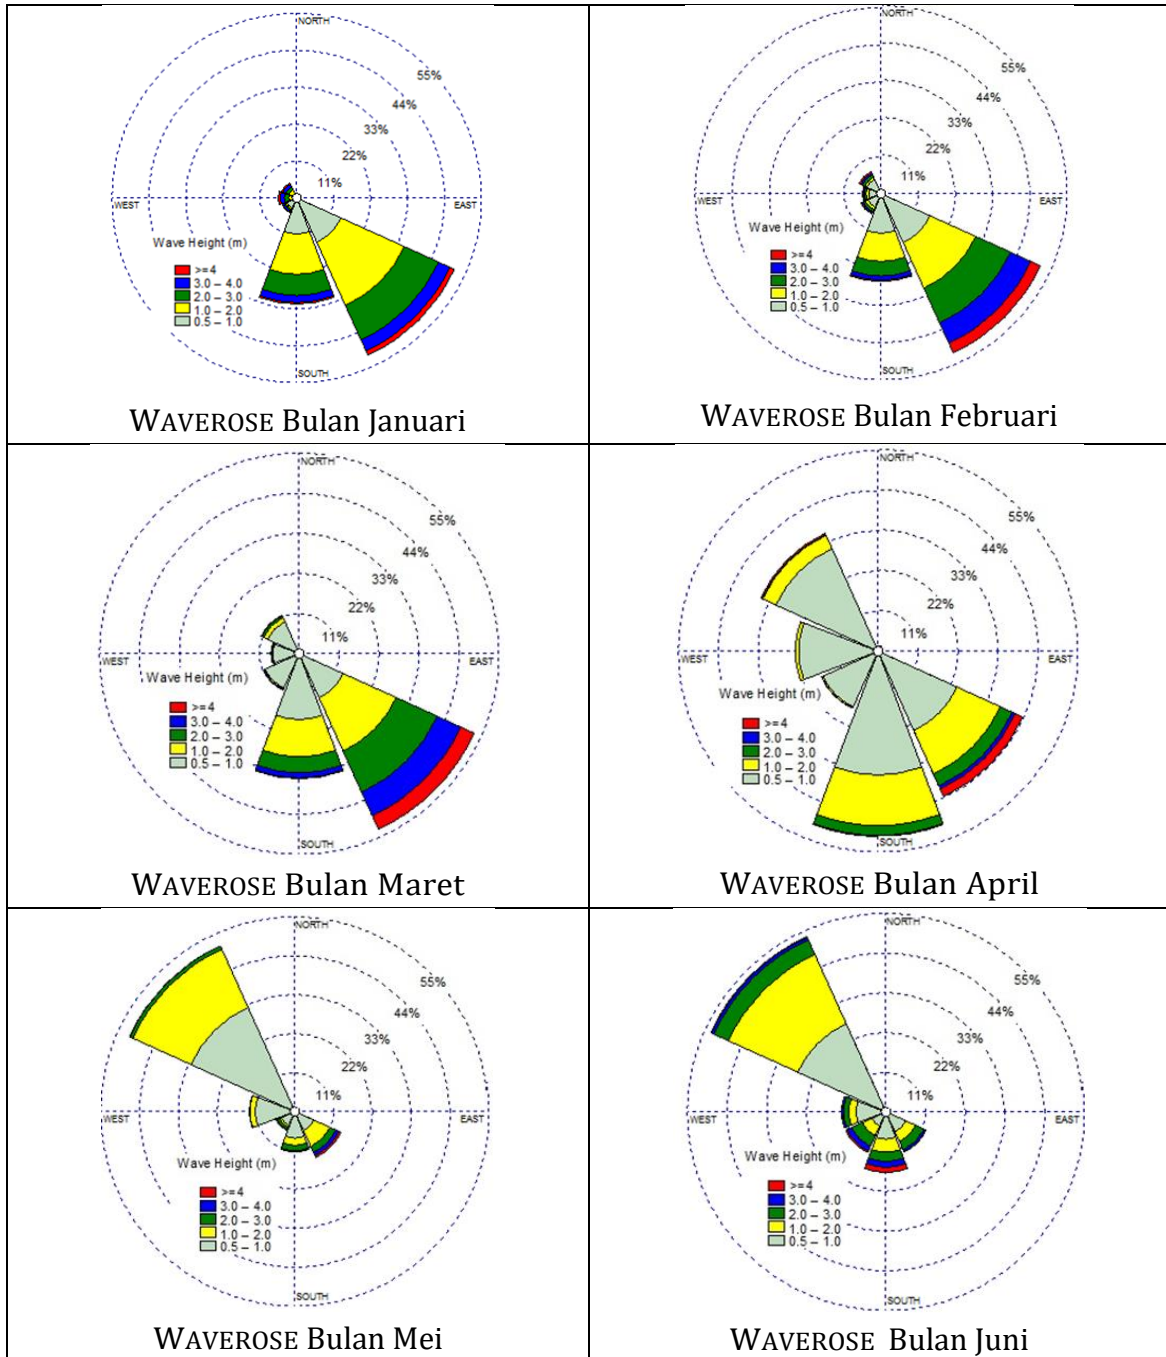 NORTH
55%
44%
33%
22%
11%
WEST
EAST
Wave Height (m)
>=4
3.0 – 4.0
2.0 – 3.0
1.0 – 2.0
0.5 – 1.0
SOUTH
WAVEROSE Bulan Januari
NORTH
55%
44%
33%
22%
11%
WEST
EAST
Wave Height (m)
>=4
3.0 – 4.0
2.0 – 3.0
1.0 – 2.0
0.5 – 1.0
SOUTH
WAVEROSE Bulan Februari
NORTH
55%
44%
33%
22%
11%
WEST
EAST
Wave Height (m)
>=4
3.0 – 4.0
2.0 – 3.0
1.0 – 2.0
0.5 – 1.0
SOUTH
WAVEROSE Bulan Maret
NORTH
55%
44%
33%
22%
11%
WEST
EAST
Wave Height (m)
>=4
3.0 – 4.0
2.0 – 3.0
1.0 – 2.0
0.5 – 1.0
SOUTH
WAVEROSE Bulan April
NORTH
55%
44%
33%
22%
11%
WEST
EAST
Wave Height (m)
>=4
3.0 – 4.0
2.0 – 3.0
1.0 – 2.0
0.5 – 1.0
SOUTH
WAVEROSE Bulan Mei
NORTH
55%
44%
33%
22%
11%
WEST
EAST
Wave Height (m)
>=4
3.0 – 4.0
2.0 – 3.0
1.0 – 2.0
0.5 – 1.0
SOUTH
WAVEROSE Bulan Juni